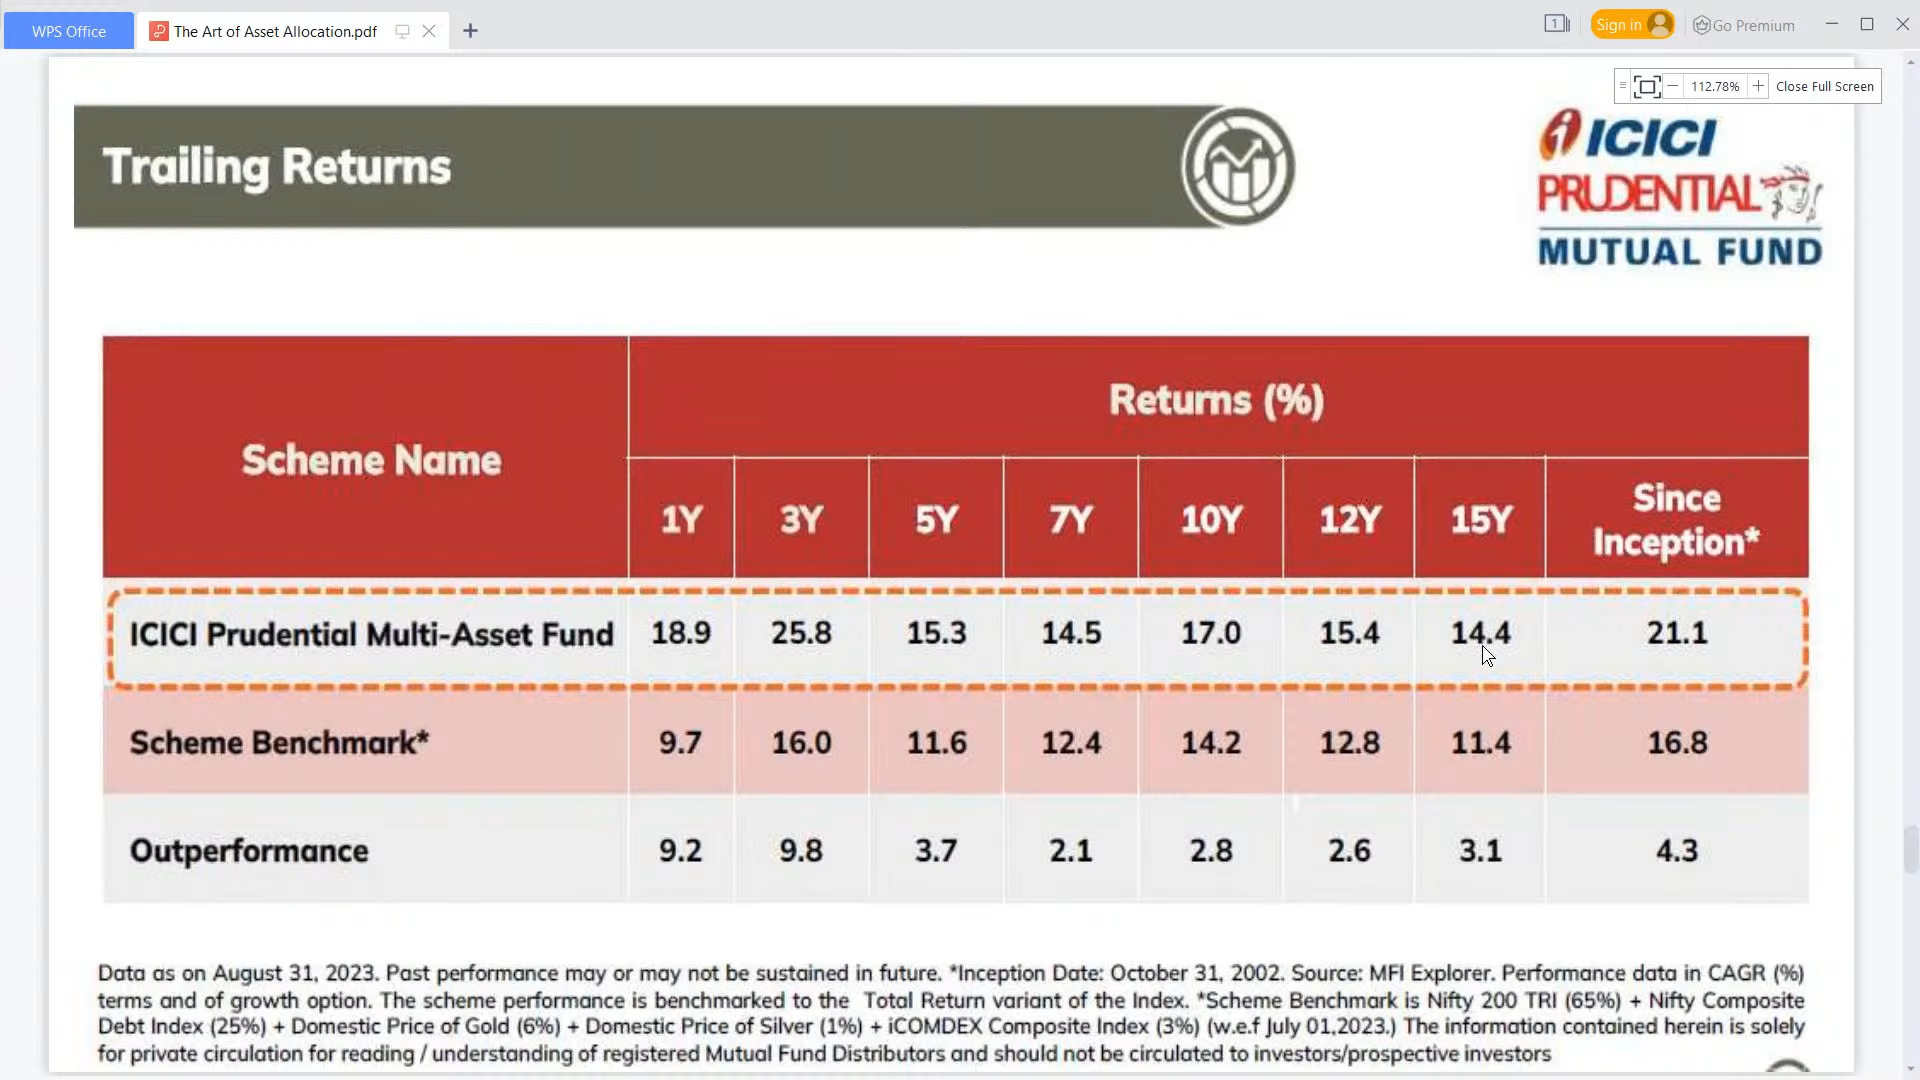 WPS Office
The Art of Asset Allocation.pdf
1
Sign in
Go Premium
112.78%
Close Full Screen
Trailing Returns
ICICI
PRUDENTIAL
MUTUAL FUND
Scheme Name
Returns (%)
1Y 3Y 5Y 7Y 10Y 12Y 15Y Since
Inception*
ICICI Prudential Multi-Asset Fund 18.9 25.8 15.3 14.5 17.0 15.4 14.4 21.1
Scheme Benchmark* 9.7 16.0 11.6 12.4 14.2 12.8 11.4 16.8
Outperformance 9.2 9.8 3.7 2.1 2.8 2.6 3.1 4.3
Data as on August 31, 2023. Past performance may or may not be sustained in future. *Inception Date: October 31, 2002. Source: MFI Explorer. Performance data in CAGR (%)
terms and of growth option. The scheme performance is benchmarked to the Total Return variant of the Index. *Scheme Benchmark is Nifty 200 TRI (65%) + Nifty Composite
Debt Index (25%) + Domestic Price of Gold (6%) + Domestic Price of Silver (1%) + iCOMDEX Composite Index (3%) (w.e.f July 01,2023.) The information contained herein is solely
for private circulation for reading / understanding of registered Mutual Fund Distributors and should not be circulated to investors/prospective investors